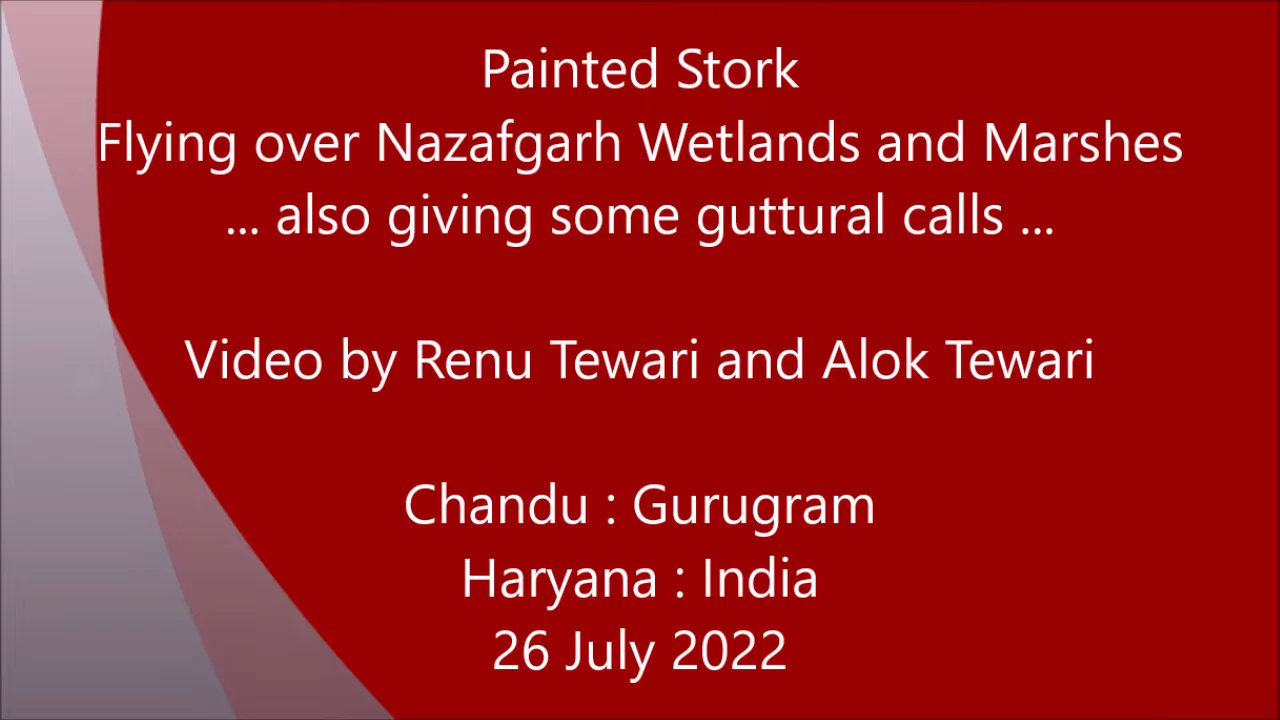 Painted Stork
Flying over Nazafgarh Wetlands and Marshes
... also giving some guttural calls ...
Video by Renu Tewari and Alok Tewari
Chandu : Gurugram
Haryana : India
26 July 2022